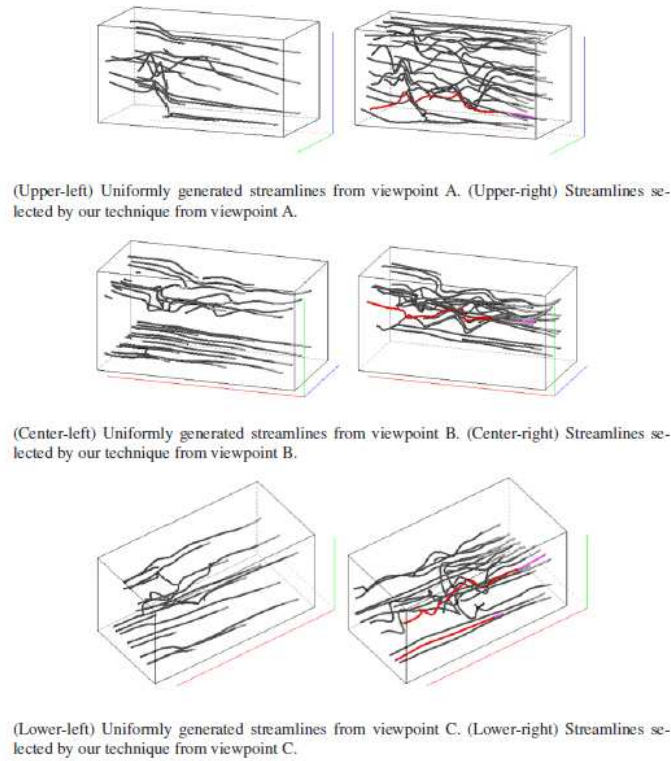 (Upper-left) Uniformly generated streamlines from viewpoint A. (Upper-right) Streamlines se-
lected by our technique from viewpoint A.
(Center-left) Uniformly generated streamlines from viewpoint B. (Center-right) Streamlines se-
lected by our technique from viewpoint B.
(Lower-left) Uniformly generated streamlines from viewpoint C. (Lower-right) Streamlines se-
lected by our technique from viewpoint C.